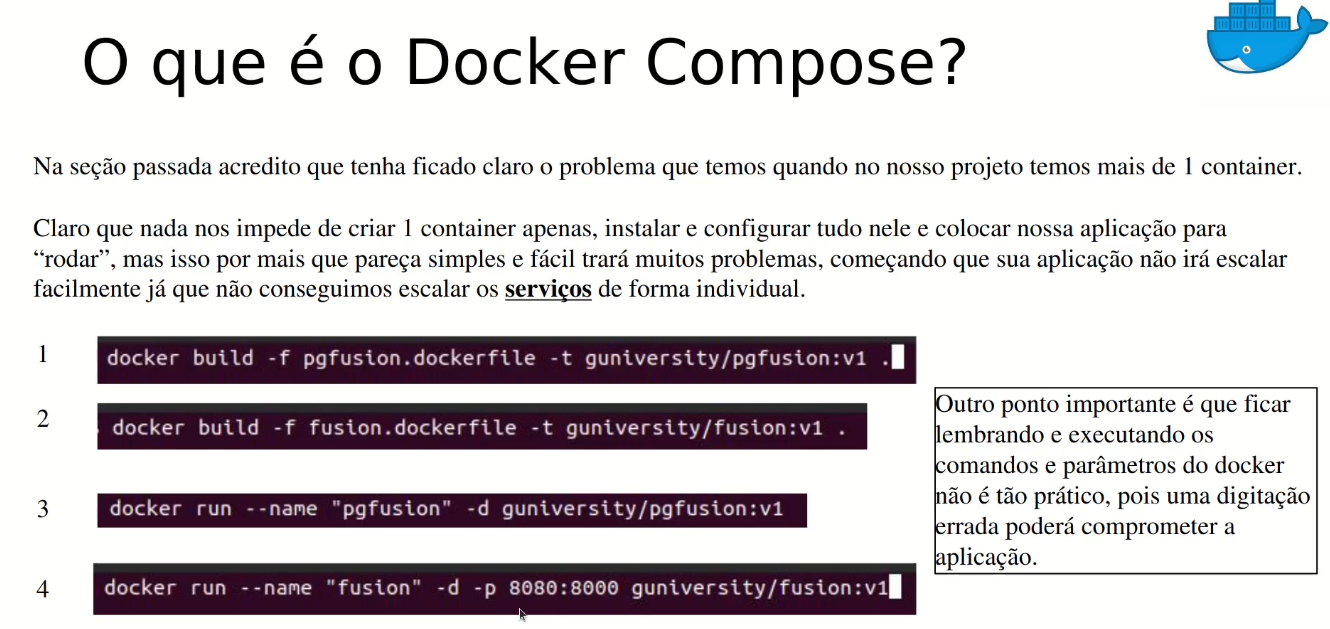 O que é o Docker Compose?
Na seção passada acredito que tenha ficado claro o problema que temos quando no nosso projeto temos mais de 1 container.
Claro que nada nos impede de criar 1 container apenas, instalar e configurar tudo nele e colocar nossa aplicação para
“rodar”, mas isso por mais que pareça simples e fácil trará muitos problemas, começando que sua aplicação não irá escalar
facilmente já que não conseguimos escalar os serviços de forma individual.
1 docker build -f pgfusion.dockerfile -t guniversity/pgfusion:v1 .
2 docker build -f fusion.dockerfile -t guniversity/fusion:v1 .
3 docker run --name "pgfusion" -d guniversity/pgfusion:v1
4 docker run --name "fusion" -d -p 8080:8000 guniversity/fusion:v1
Outro ponto importante é que ficar
lembrando e executando os
comandos e parâmetros do docker
não é tão prático, pois uma digitação
errada poderá comprometer a
aplicação.